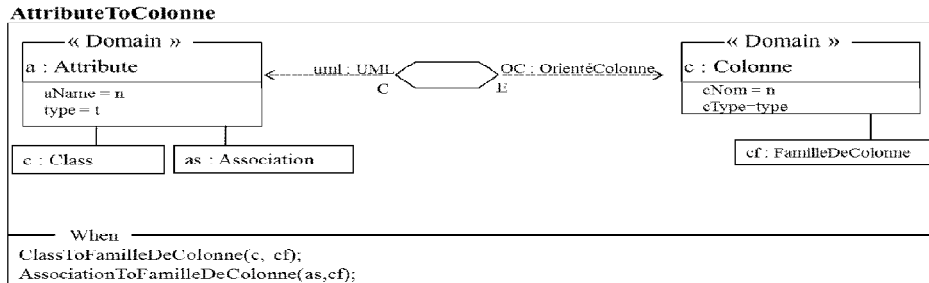 AttributeToColonne
« Domain »
a : Attribute
aName = n
type = t
c : Class
as : Association
uml : UML
C
OC : OrientéColonne
E
« Domain »
c : Colonne
cNom = n
cType=type
cf : FamilleDeColonne
When
ClassToFamilleDeColonne(c, cf);
AssociationToFamilleDeColonne(as,cf);